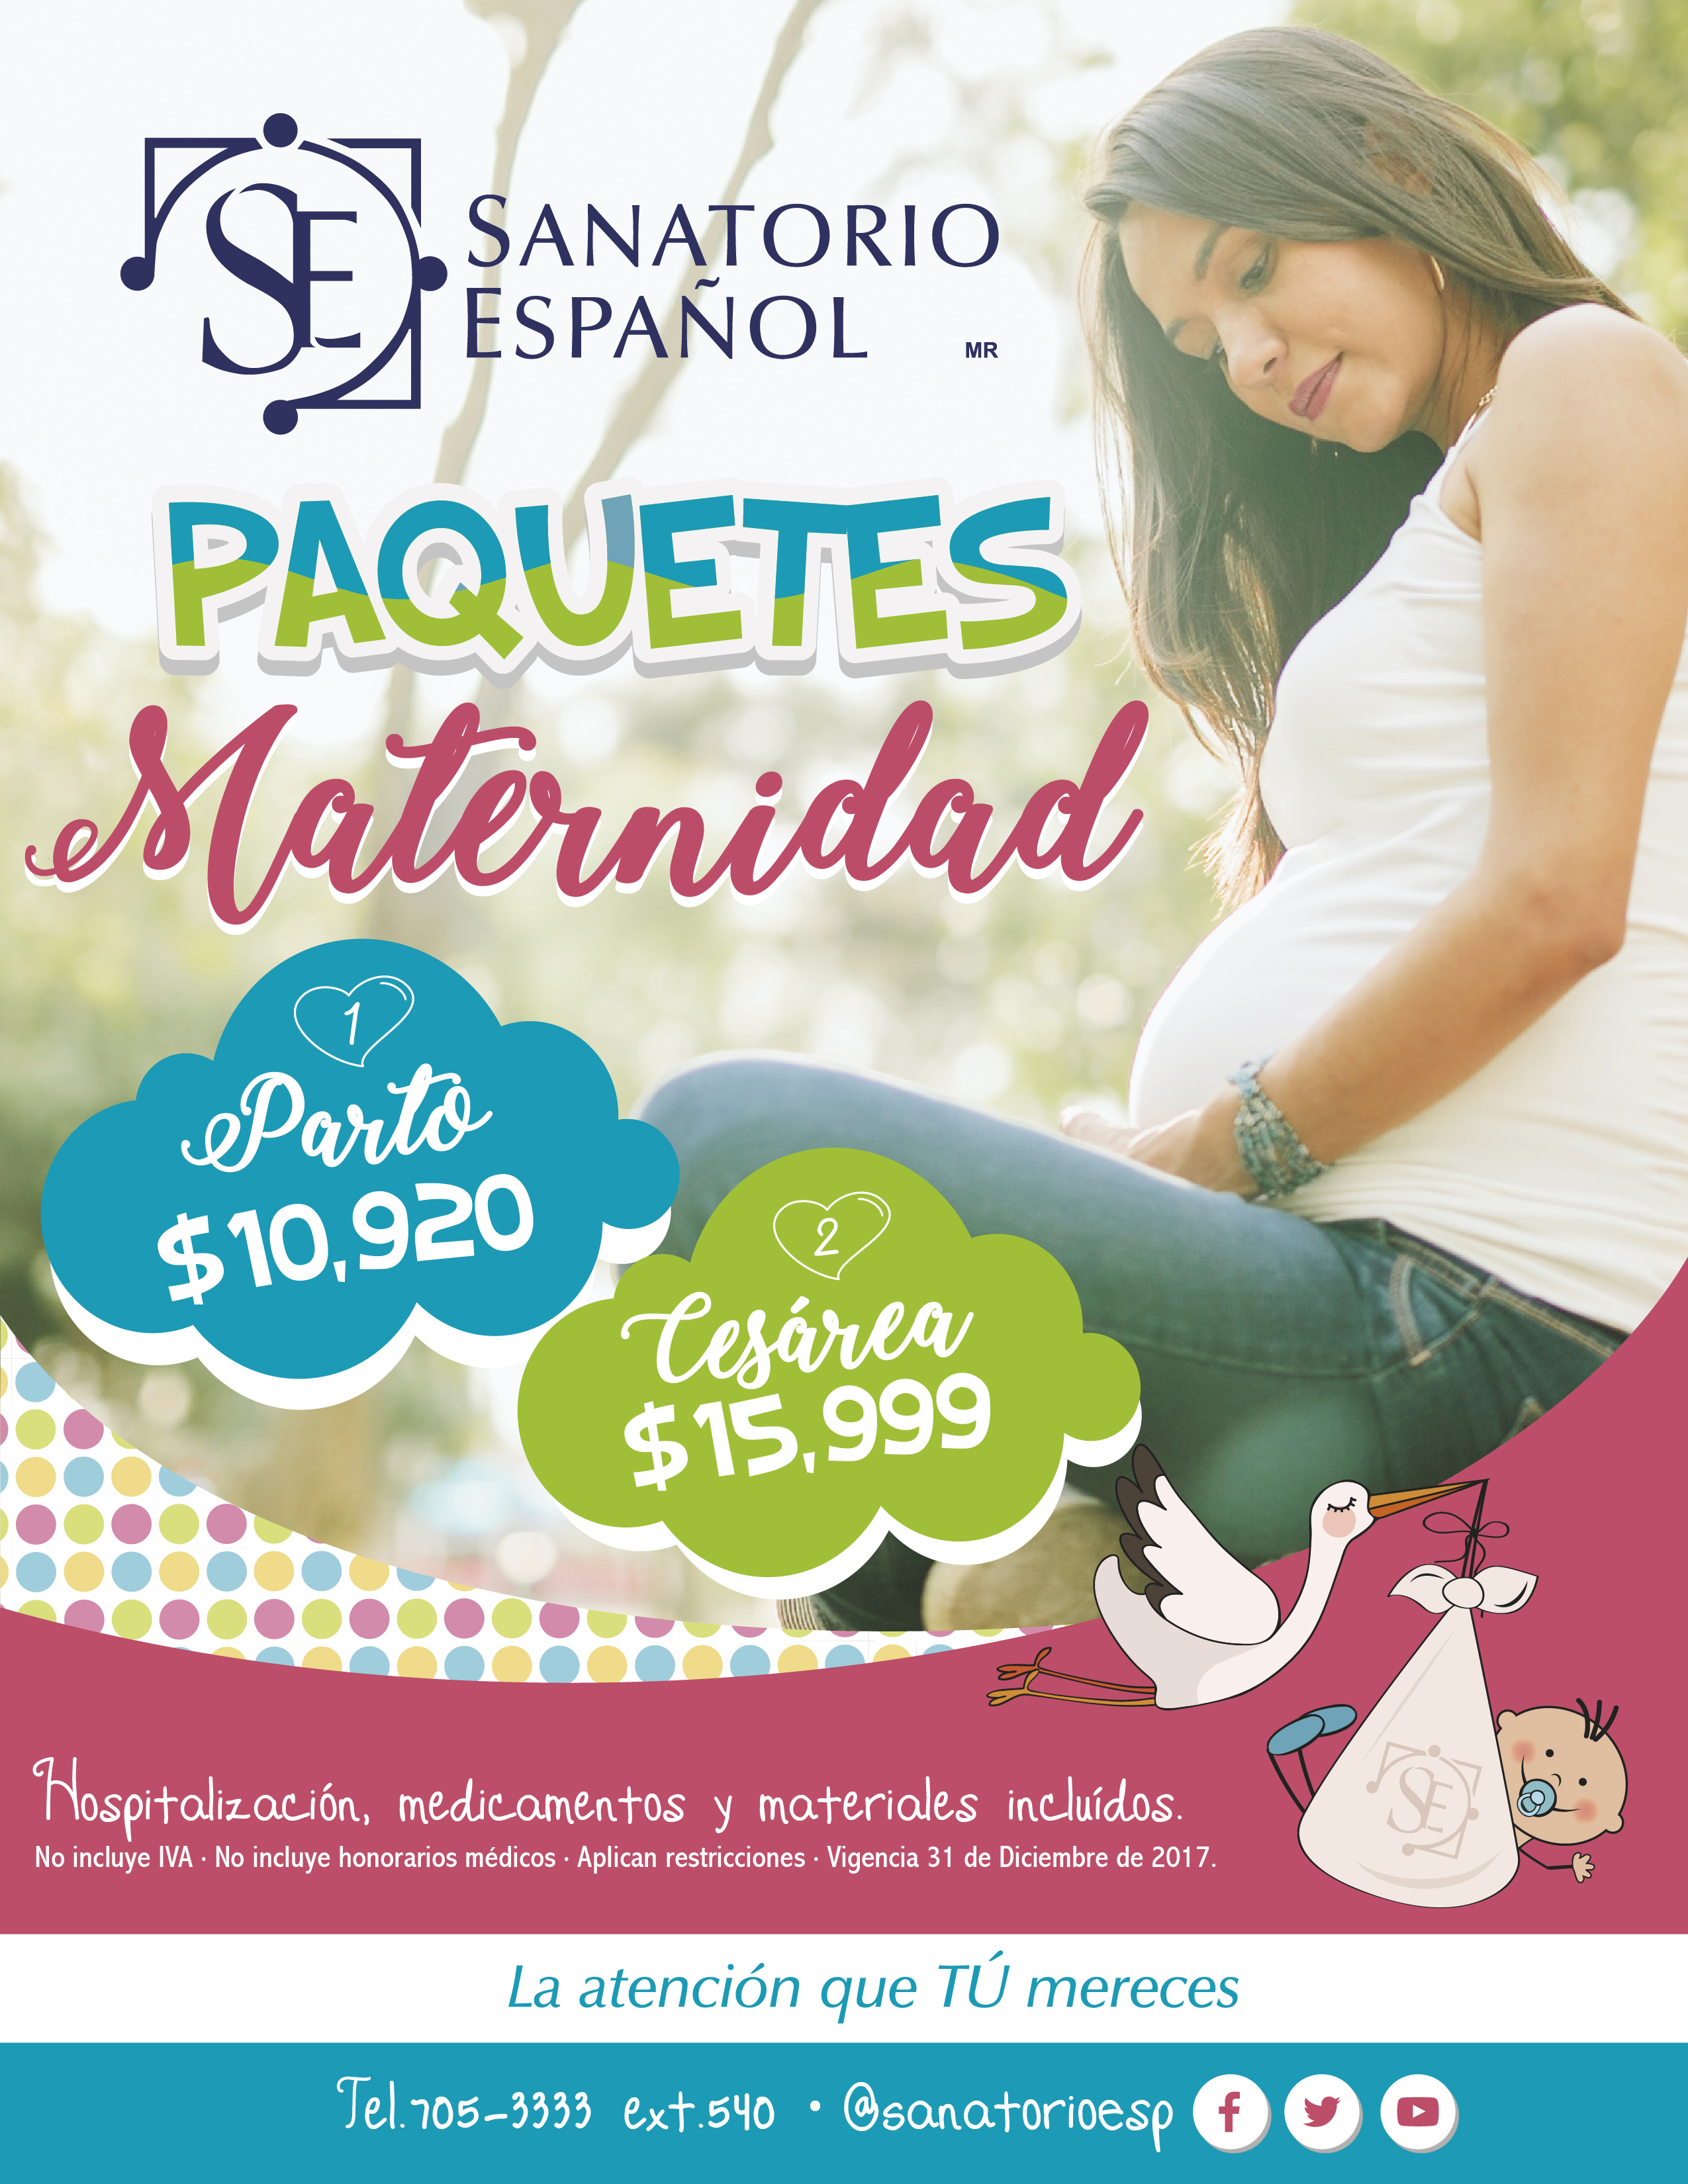 SE
SANATORIO
ESPAÑOL MR
PAQUETES
Maternidad
1
Parto
$10,920
2
Cesárea
$15,999
SE
Hospitalización, medicamentos y materiales incluídos.
No incluye IVA · No incluye honorarios médicos · Aplican restricciones · Vigencia 31 de Diciembre de 2017.
La atención que TÚ mereces
Tel.705-3333 ext.540 • @sanatorioesp